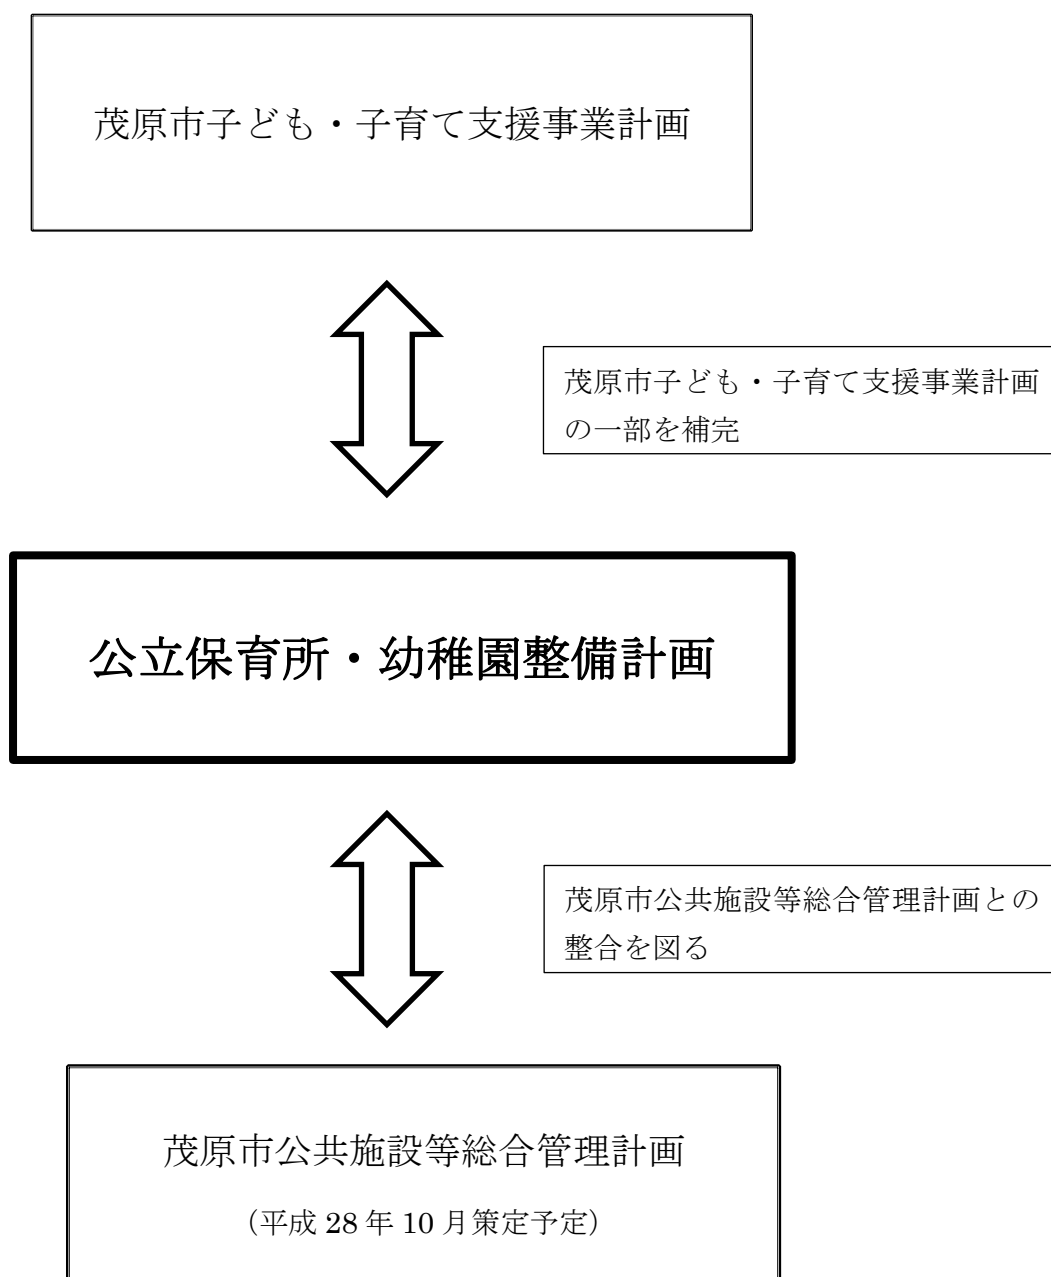 茂原市子ども・子育て支援事業計画
茂原市子ども・子育て支援事業計画
の一部を補完
公立保育所・幼稚園整備計画
茂原市公共施設等総合管理計画との
整合を図る
茂原市公共施設等総合管理計画
（平成 28 年 10 月策定予定）